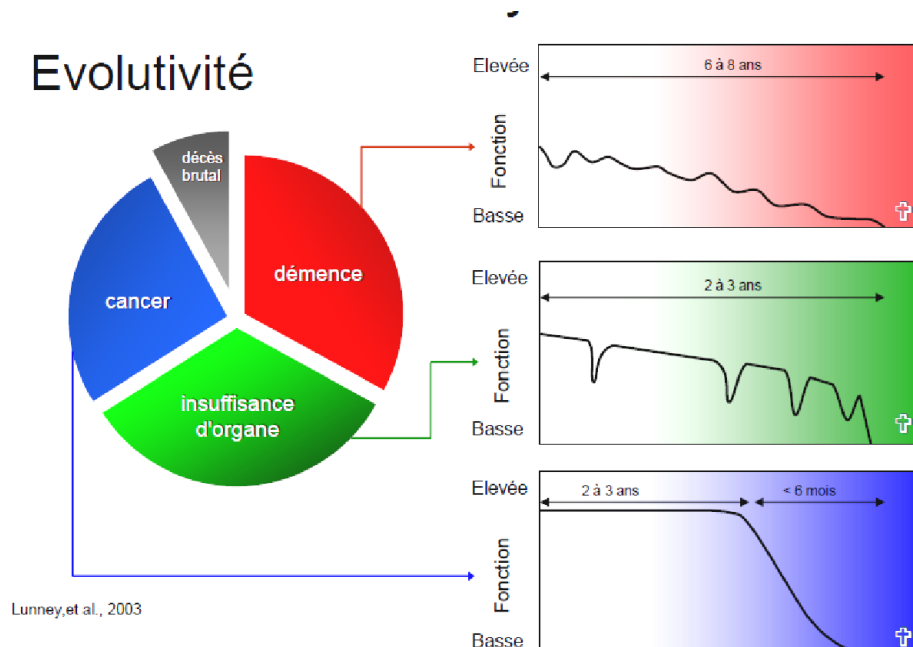 Evolutivité
décès
brutal
démence
cancer
insuffisance
d'organe
Lunney,et al., 2003
Elevée
6 à 8 ans
Fonction
Basse
Elevée
2 à 3 ans
Fonction
Basse
Elevée
2 à 3 ans
< 6 mois
Fonction
Basse